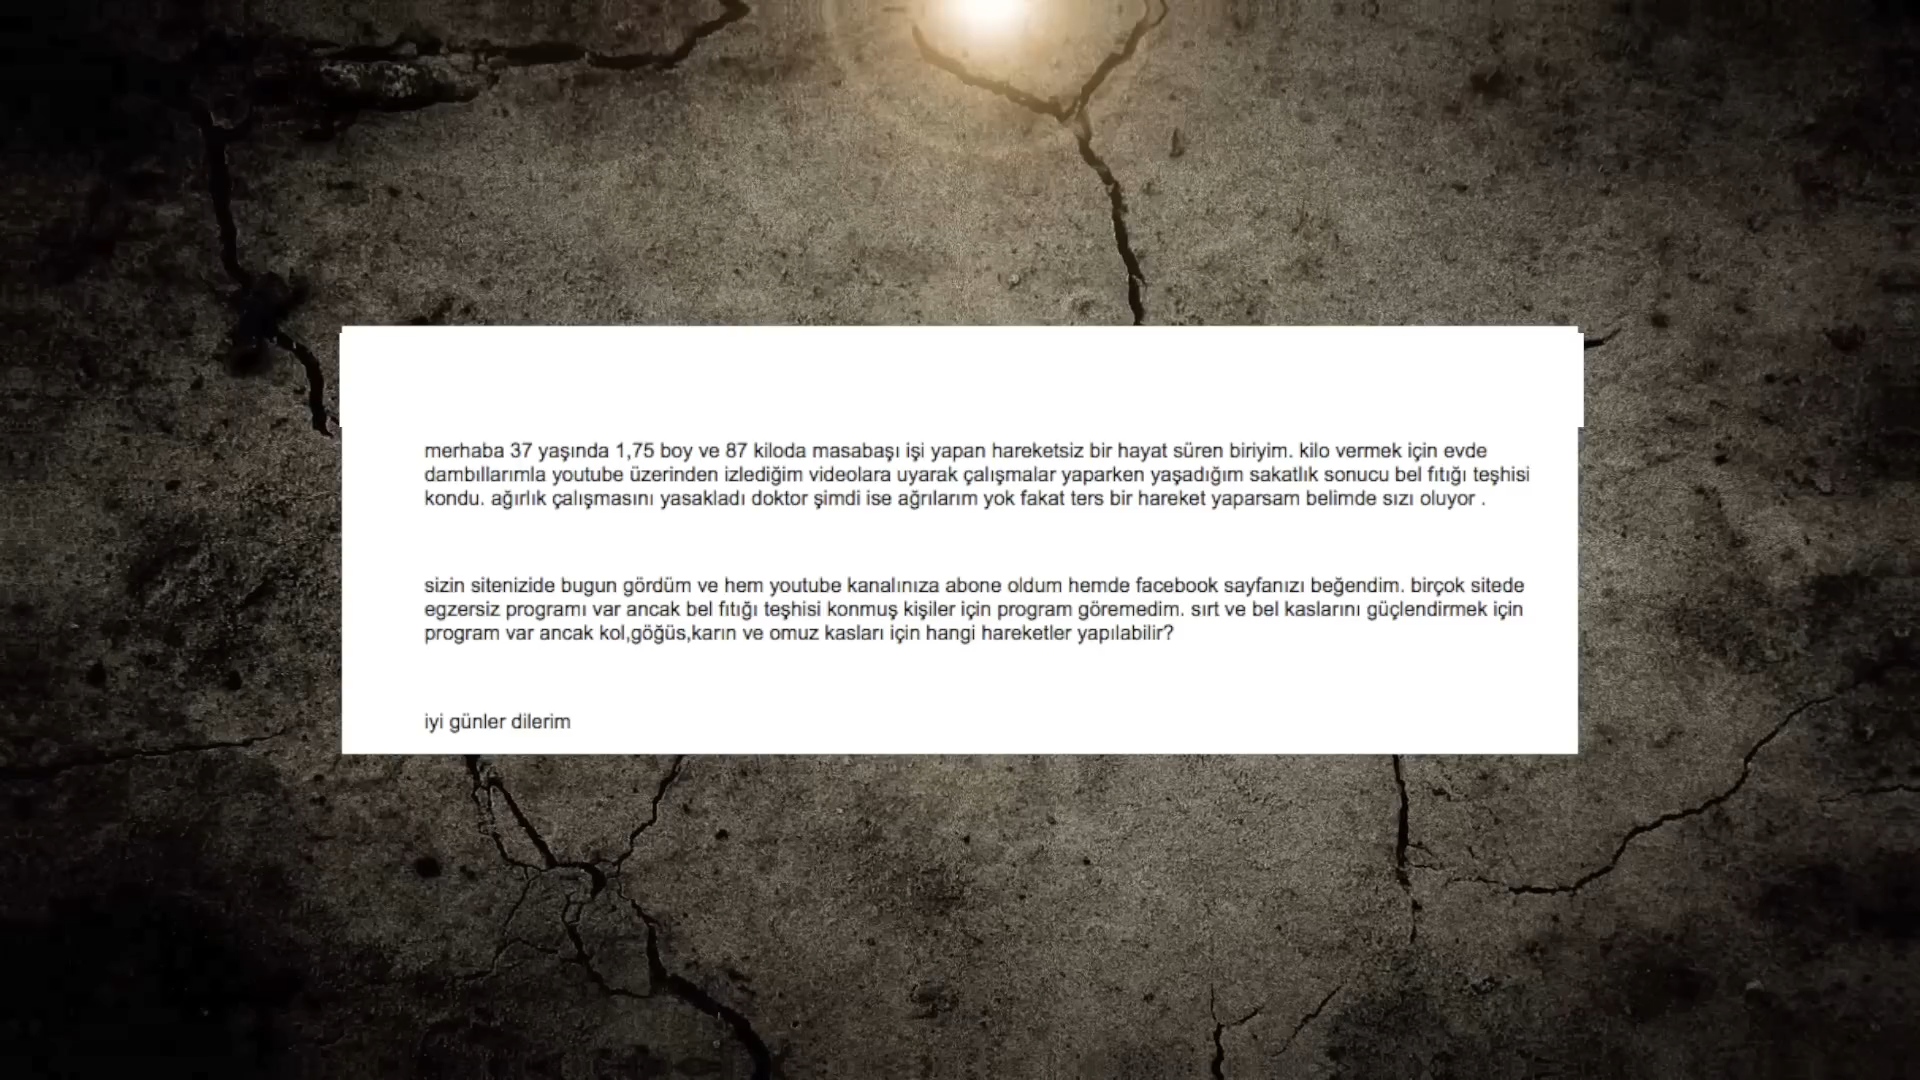 merhaba 37 yaşında 1,75 boy ve 87 kiloda masabaşı işi yapan hareketsiz bir hayat süren biriyim. kilo vermek için evde
dambıllarımla youtube üzerinden izlediğim videolara uyarak çalışmalar yaparken yaşadığım sakatlık sonucu bel fıtığı teşhisi
kondu. ağırlık çalışmasını yasakladı doktor şimdi ise ağrılarım yok fakat ters bir hareket yaparsam belimde sızı oluyor .
sizin sitenizide bugun gördüm ve hem youtube kanalınıza abone oldum hemde facebook sayfanızı beğendim. birçok sitede
egzersiz programı var ancak bel fıtığı teşhisi konmuş kişiler için program göremedim. sırt ve bel kaslarını güçlendirmek için
program var ancak kol,göğüs,karın ve omuz kasları için hangi hareketler yapılabilir?
iyi günler dilerim